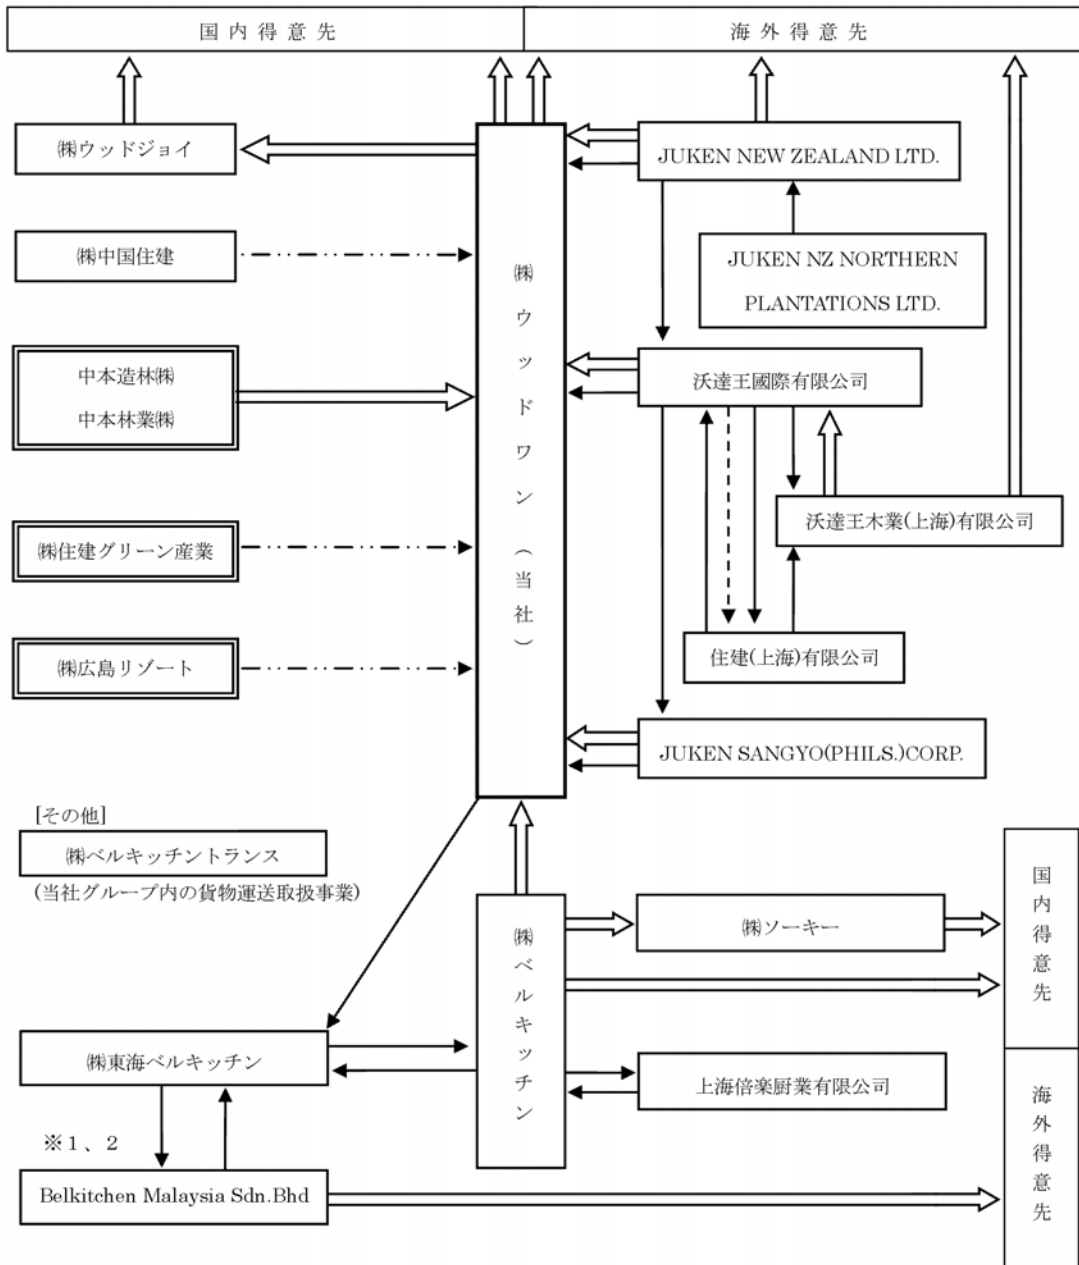 国内得意先
海外得意先
㈱ウッドジョイ
JUKEN NEW ZEALAND LTD.
㈱中国住建
JUKEN NZ NORTHERN
PLANTATIONS LTD.
㈱ウッドワン(当社)
中本造林㈱
中本林業㈱
沃達王國際有限公司
沃達王木業(上海)有限公司
㈱住建グリーン産業
住建(上海)有限公司
㈱広島リゾート
JUKEN SANGYO(PHILS.)CORP.
[その他]
㈱ベルキッチントランス
(当社グループ内の貨物運送取扱事業)
㈱ベルキッチン
㈱ソーキー
国内得意先
㈱東海ベルキッチン
上海倍楽厨業有限公司
海外得意先
※1、2
Belkitchen Malaysia Sdn.Bhd